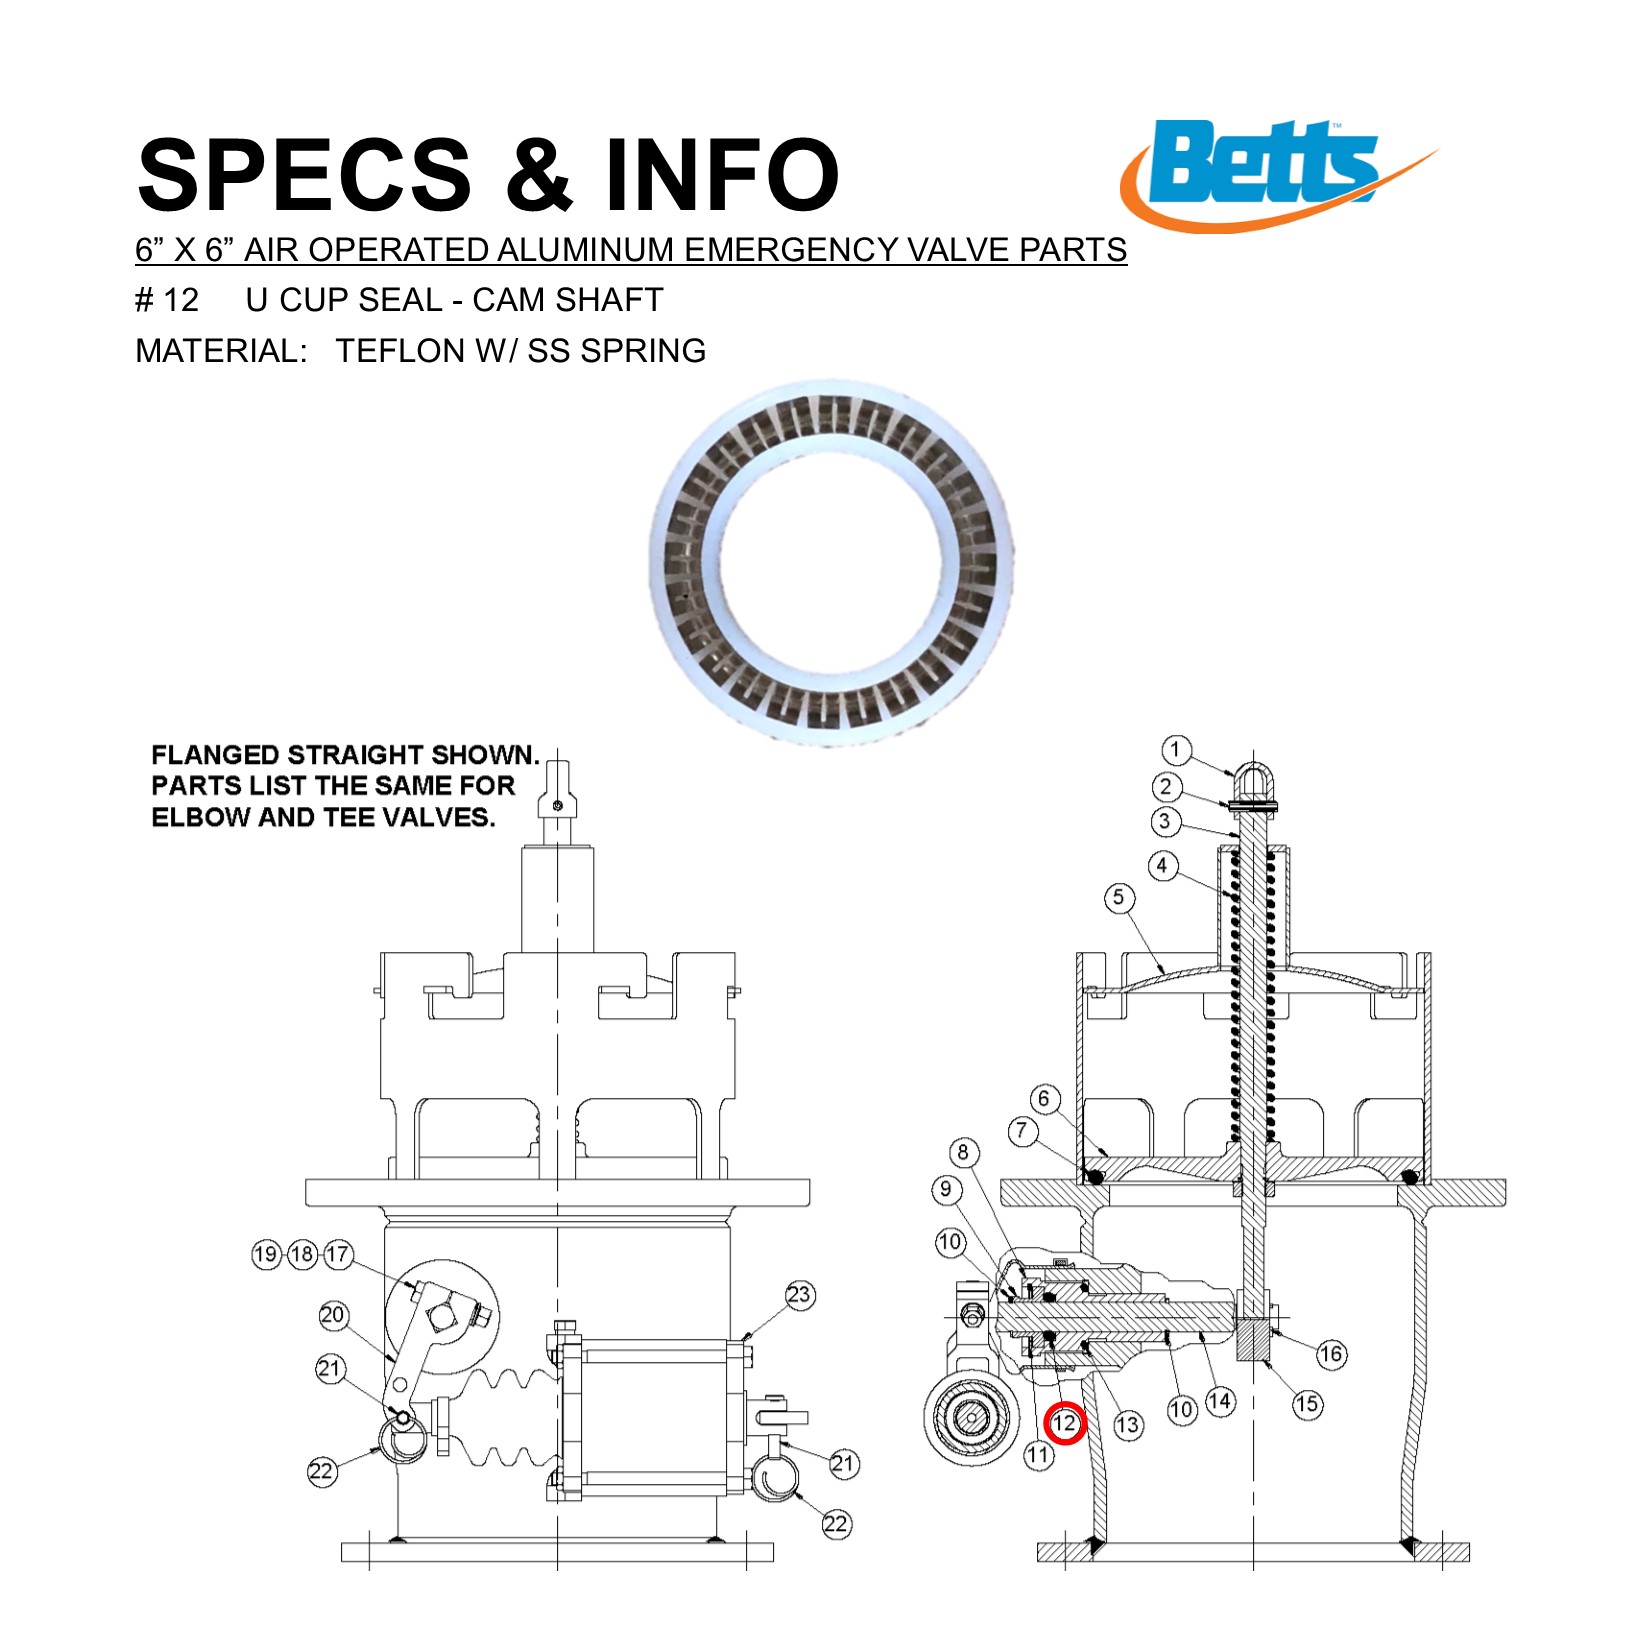 SPECS & INFO
Betts™
6” X 6” AIR OPERATED ALUMINUM EMERGENCY VALVE PARTS
# 12 U CUP SEAL - CAM SHAFT
MATERIAL: TEFLON W/ SS SPRING
FLANGED STRAIGHT SHOWN.
PARTS LIST THE SAME FOR
ELBOW AND TEE VALVES.
19 18 17
20
21
22
23
21
22
1
2
3
4
5
6
7
8
9
10
11
12
13
10
14
15
16